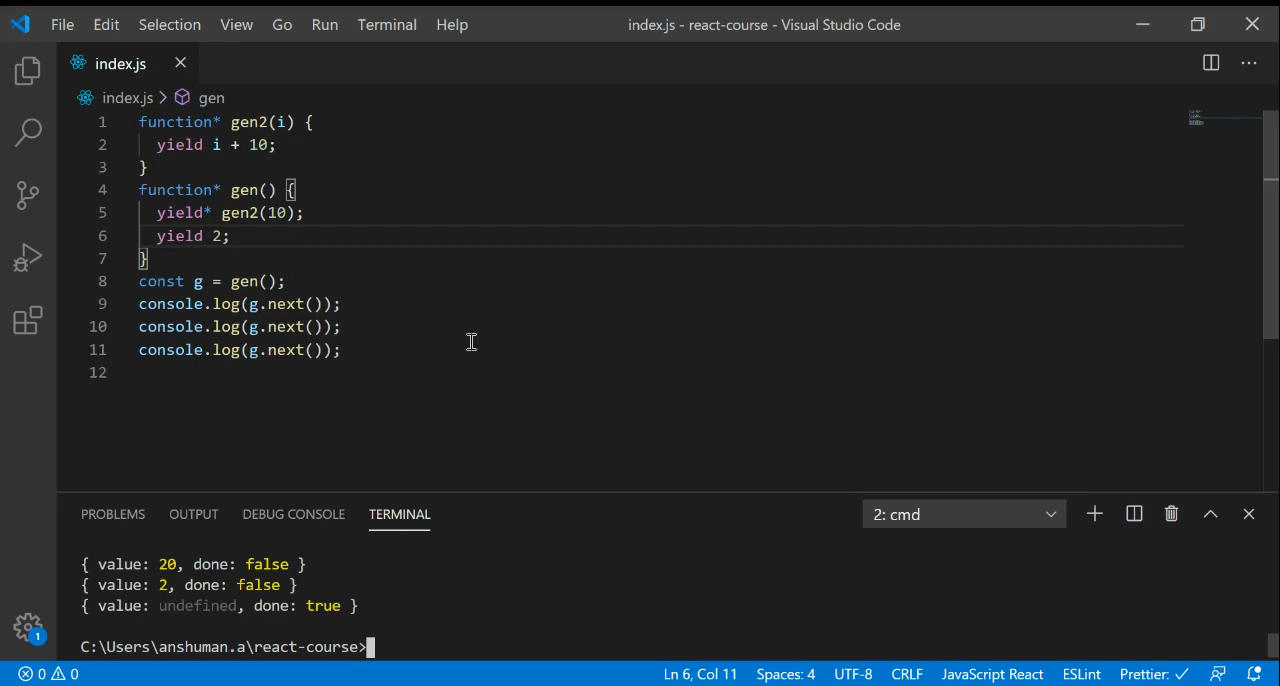 File Edit Selection View Go Run Terminal Help index.js - react-course - Visual Studio Code
index.js
index.js > gen
1 function* gen2(i) {
2 yield i + 10;
3 }
4 function* gen() {
5 yield* gen2(10);
6 yield 2;
7 }
8 const g = gen();
9 console.log(g.next());
10 console.log(g.next());
11 console.log(g.next());
12
PROBLEMS OUTPUT DEBUG CONSOLE TERMINAL 2: cmd
{ value: 20, done: false }
{ value: 2, done: false }
{ value: undefined, done: true }
C:\Users\anshuman.a\react-course>
1
0 0 Ln 6, Col 11 Spaces: 4 UTF-8 CRLF JavaScript React ESLint Prettier: ✓